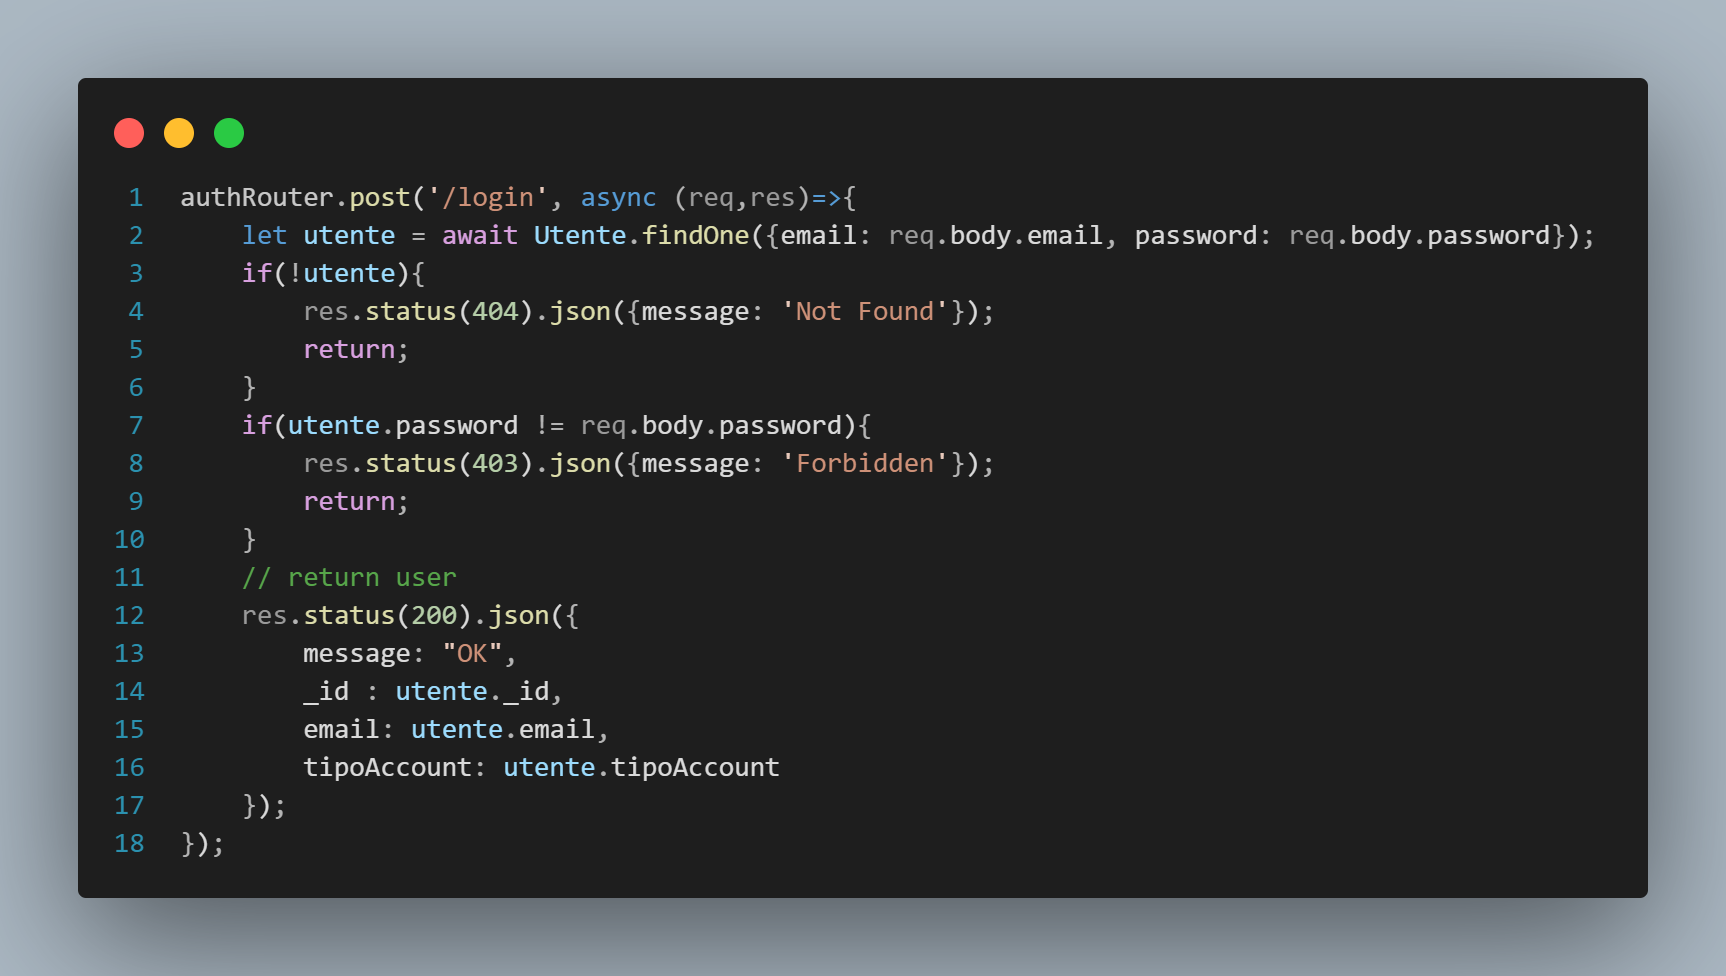 1 authRouter.post('/login', async (req,res)=>{
2     let utente = await Utente.findOne({email: req.body.email, password: req.body.password});
3     if(!utente){
4         res.status(404).json({message: 'Not Found'});
5         return;
6     }
7     if(utente.password != req.body.password){
8         res.status(403).json({message: 'Forbidden'});
9         return;
10     }
11     // return user
12     res.status(200).json({
13         message: "OK",
14         _id : utente._id,
15         email: utente.email,
16         tipoAccount: utente.tipoAccount
17     });
18 });